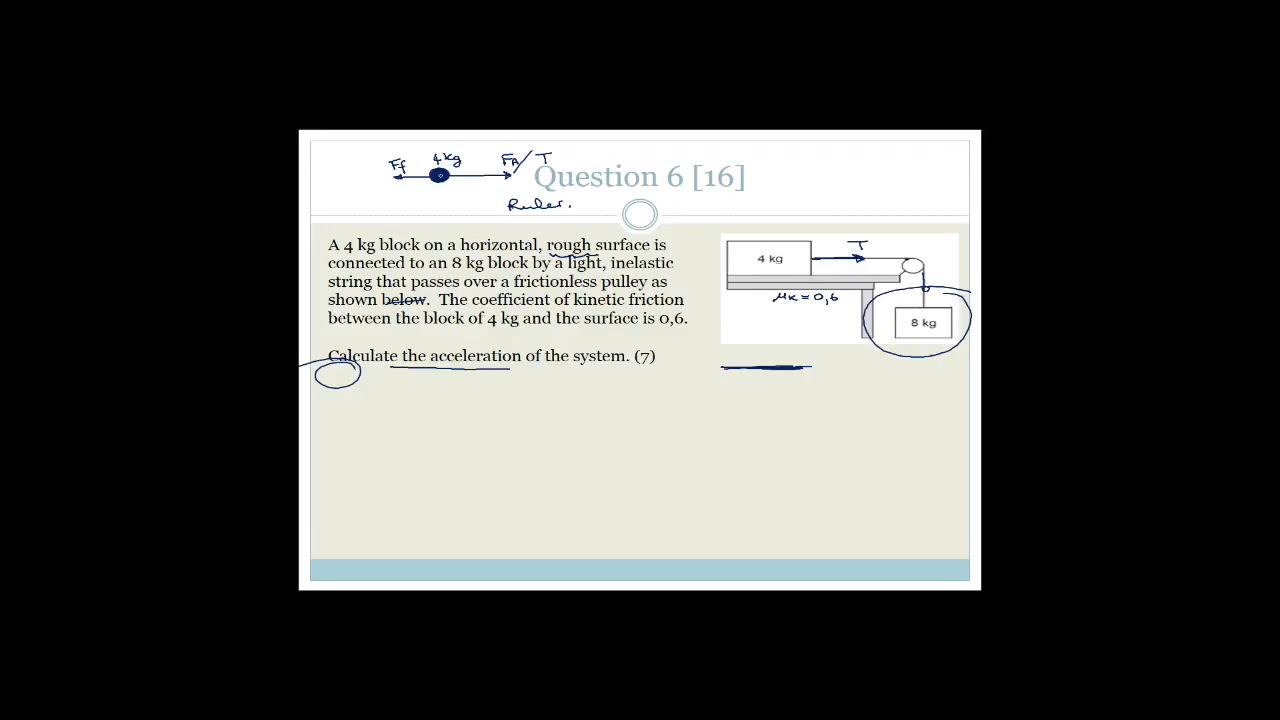 Ff 4kg FA/T
Question 6 [16]
Ruler.
A 4 kg block on a horizontal, rough surface is
connected to an 8 kg block by a light, inelastic
string that passes over a frictionless pulley as
shown below. The coefficient of kinetic friction
between the block of 4 kg and the surface is 0,6.
Calculate the acceleration of the system. (7)
T
4 kg
μK = 0,6
8 kg